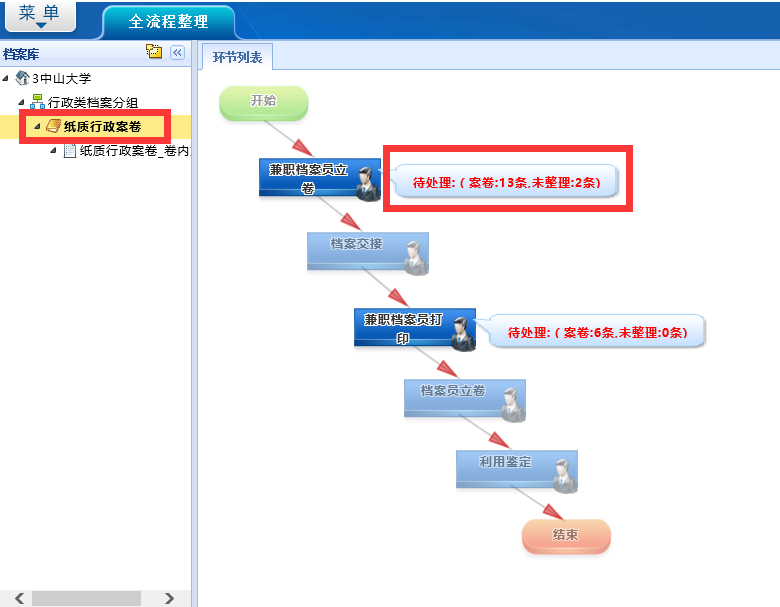 菜 单
全流程整理
档案库
环节列表
3中山大学
行政类档案分组
纸质行政案卷
纸质行政案卷_卷内
开始
兼职档案员立
卷
待处理:（案卷:13条,未整理:2条)
档案交接
兼职档案员打
印
待处理:（案卷:6条,未整理:0条)
档案员立卷
利用鉴定
结束